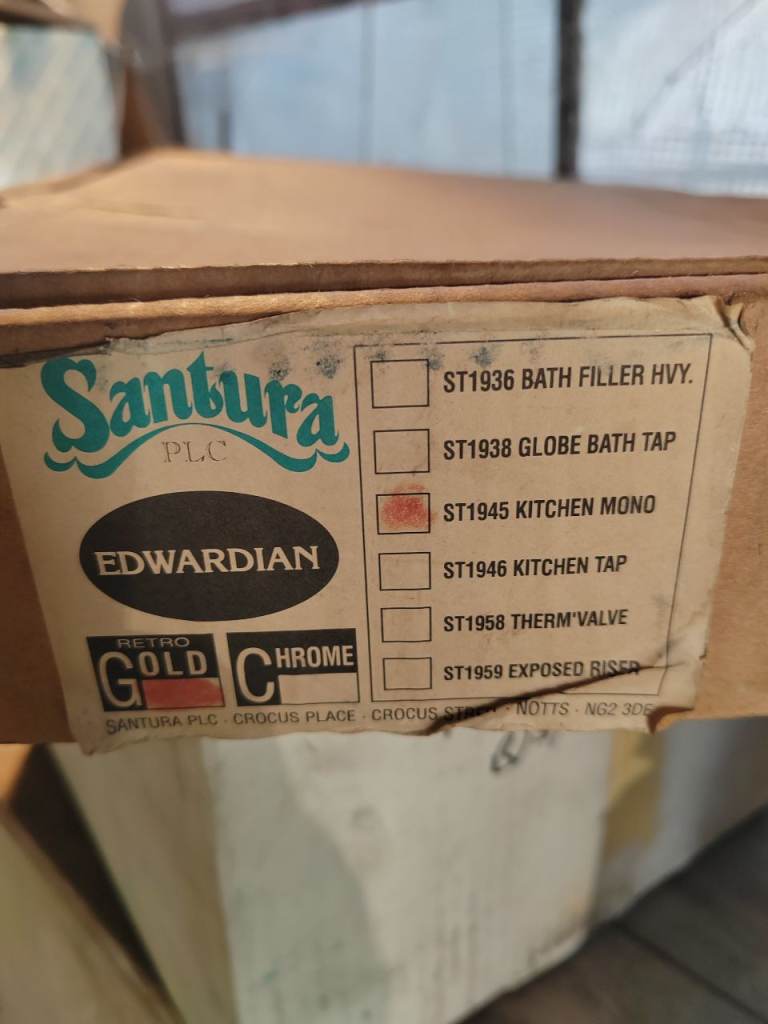 Santura
PLC
EDWARDIAN
RETRO
GOLD
CHROME
ST1936 BATH FILLER HVY.
ST1938 GLOBE BATH TAP
ST1945 KITCHEN MONO
ST1946 KITCHEN TAP
ST1958 THERM'VALVE
ST1959 EXPOSED RISER
SANTURA PLC · CROCUS PLACE · CROCUS · NOTTS · NG2 3DE